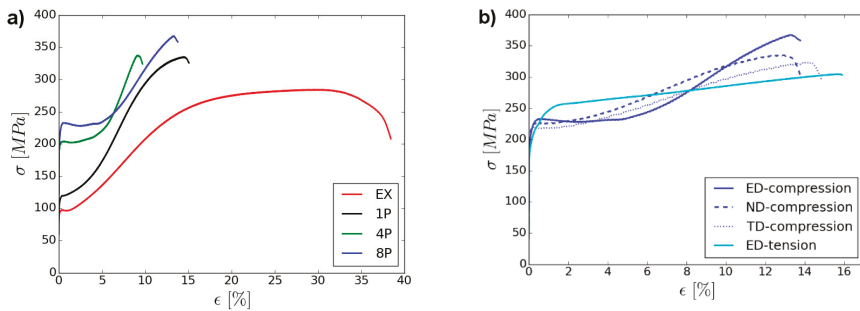 a)
400
350
300
250
200
150
100
50
0
σ [MPa]
0 5 10 15 20 25 30 35 40
ϵ [%]
EX
1P
4P
8P
b)
400
350
300
250
200
150
100
50
0
σ [MPa]
0 2 4 6 8 10 12 14 16
ϵ [%]
ED-compression
ND-compression
TD-compression
ED-tension